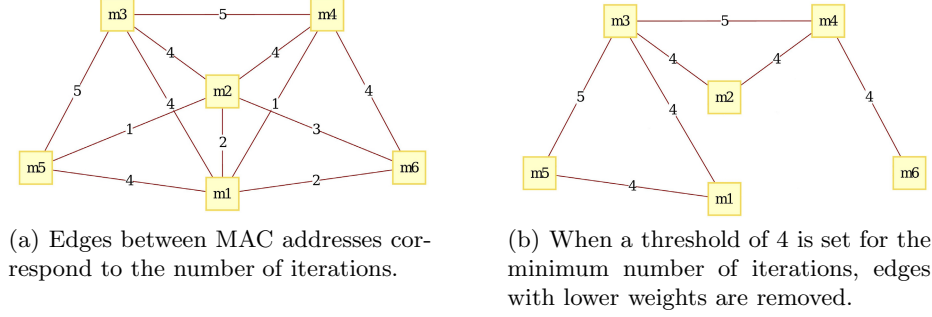 m3 5 m4
4 4
5 m2 4
4 1
1 2 3
m5 m6
4 m1 2
(a) Edges between MAC addresses cor-
respond to the number of iterations.
m3 5 m4
4 4
5 m2 4
4
m5 m6
4 m1
(b) When a threshold of 4 is set for the
minimum number of iterations, edges
with lower weights are removed.